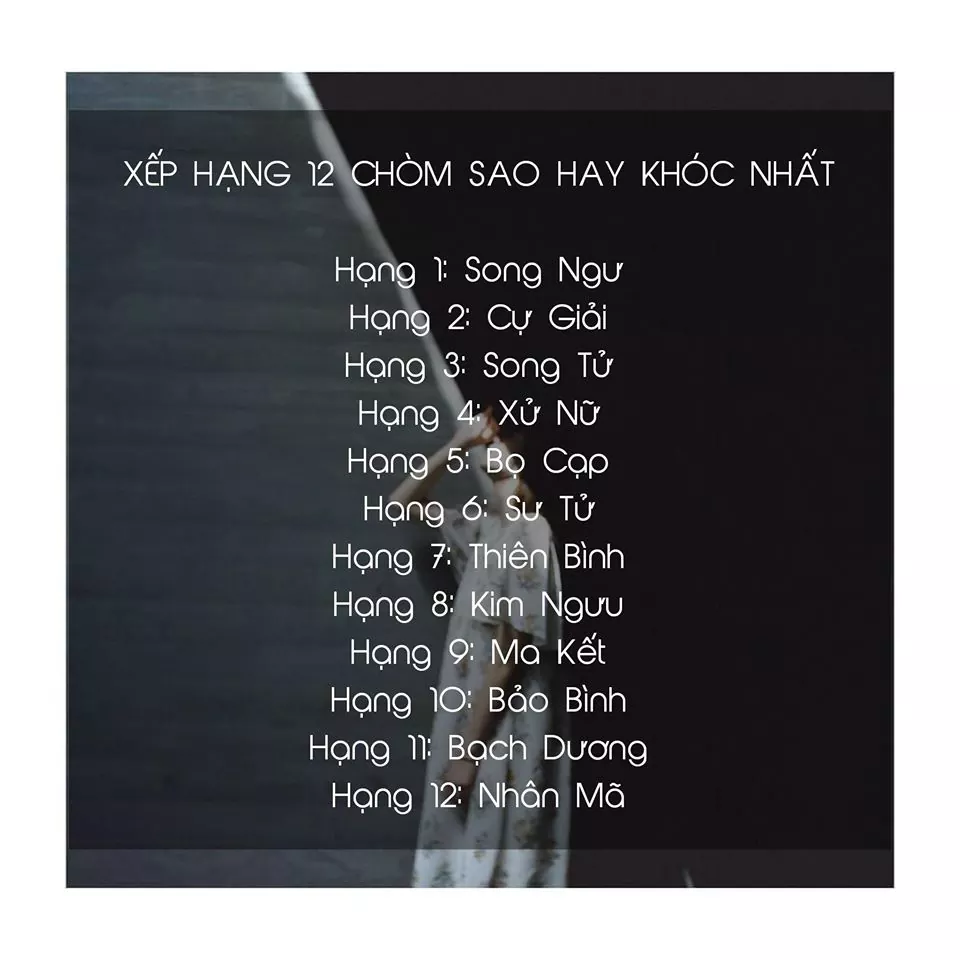 XẾP HẠNG 12 CHÒM SAO HAY KHÓC NHẤT
Hạng 1: Song Ngư
Hạng 2: Cự Giải
Hạng 3: Song Tử
Hạng 4: Xử Nữ
Hạng 5: Bọ Cạp
Hạng 6: Sư Tử
Hạng 7: Thiên Bình
Hạng 8: Kim Ngưu
Hạng 9: Ma Kết
Hạng 10: Bảo Bình
Hạng 11: Bạch Dương
Hạng 12: Nhân Mã